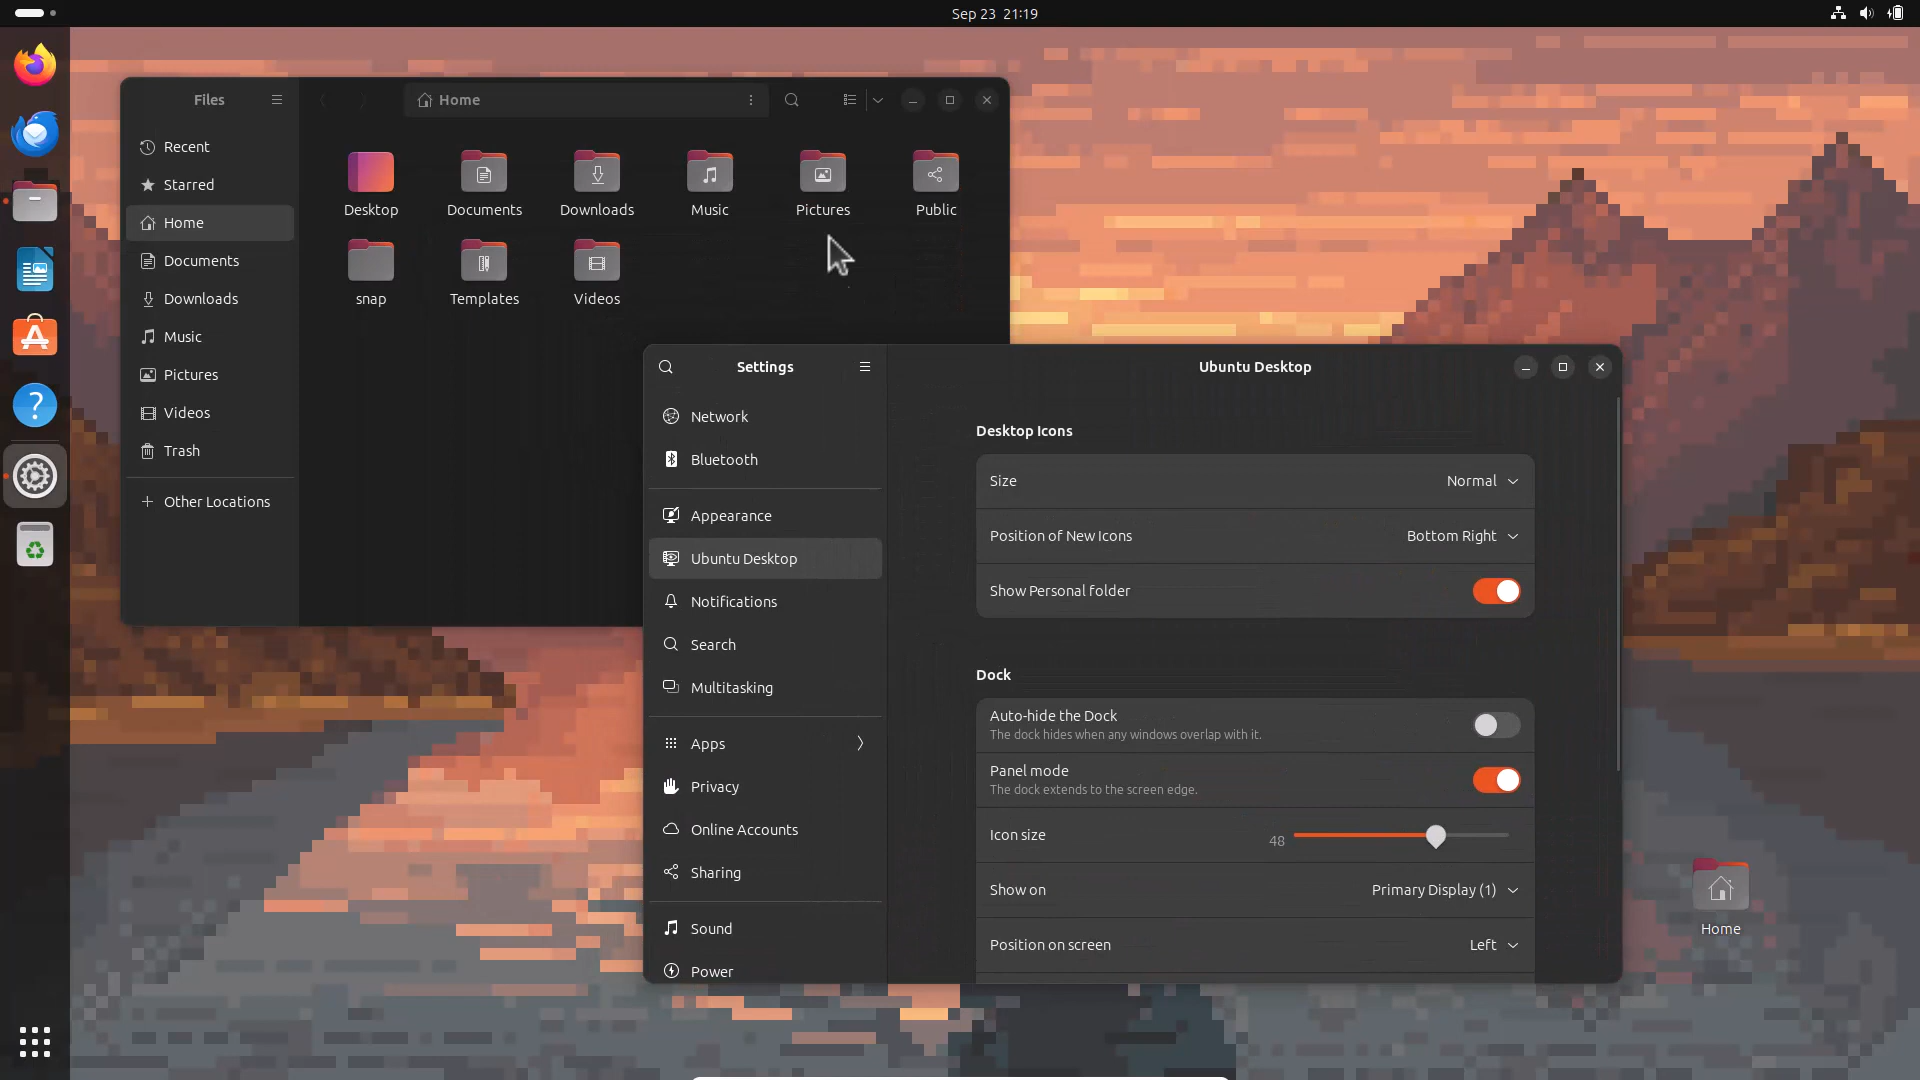 Sep 23 21:19
Files
Home
Recent
Starred
Home
Documents
Downloads
Music
Pictures
Videos
Trash
Other Locations
Desktop
Documents
Downloads
Music
Pictures
Public
snap
Templates
Videos
Settings
Network
Bluetooth
Appearance
Ubuntu Desktop
Notifications
Search
Multitasking
Apps
Privacy
Online Accounts
Sharing
Sound
Power
Ubuntu Desktop
Desktop Icons
Size Normal
Position of New Icons Bottom Right
Show Personal folder
Dock
Auto-hide the Dock
The dock hides when any windows overlap with it.
Panel mode
The dock extends to the screen edge.
Icon size 48
Show on Primary Display (1)
Position on screen Left
Home